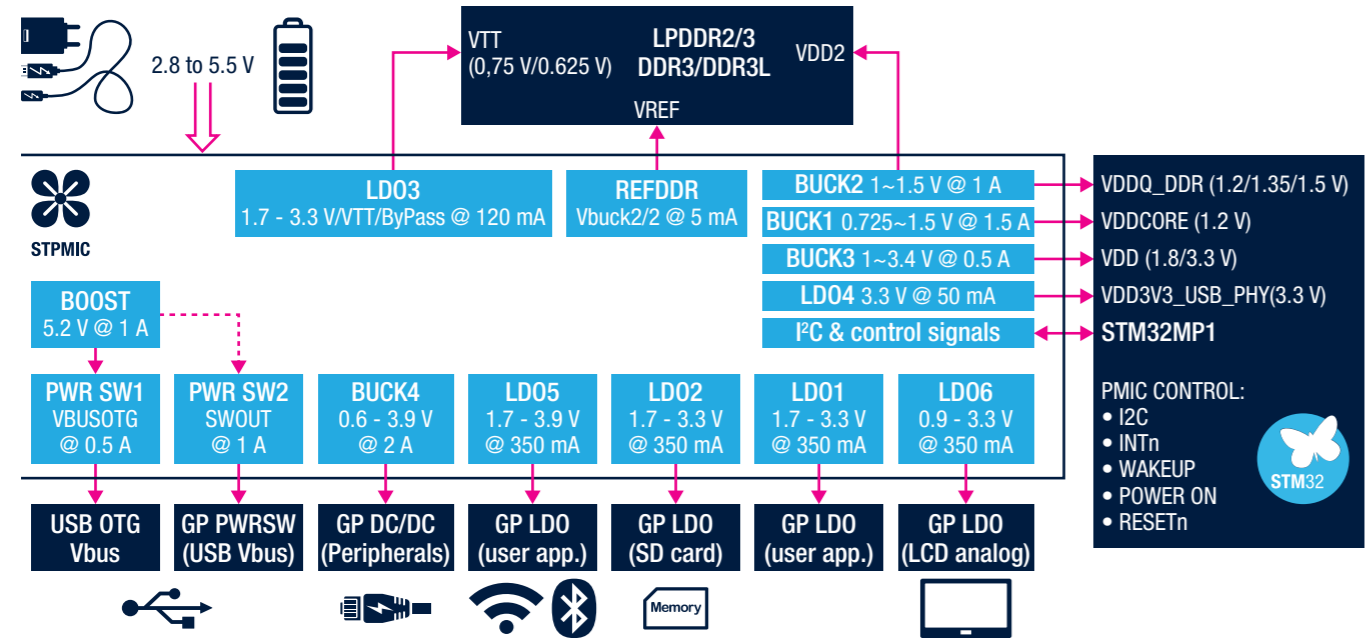 2.8 to 5.5 V
VTT
(0,75 V/0.625 V)
LPDDR2/3
DDR3/DDR3L
VDD2
VREF
STPMIC
LDO3
1.7 - 3.3 V/VTT/ByPass @ 120 mA
REFDDR
Vbuck2/2 @ 5 mA
BUCK2 1~1.5 V @ 1 A
BUCK1 0.725~1.5 V @ 1.5 A
BUCK3 1~3.4 V @ 0.5 A
LDO4 3.3 V @ 50 mA
I²C & control signals
VDDQ_DDR (1.2/1.35/1.5 V)
VDDCORE (1.2 V)
VDD (1.8/3.3 V)
VDD3V3_USB_PHY(3.3 V)
STM32MP1
PMIC CONTROL:
• I2C
• INTn
• WAKEUP
• POWER ON
• RESETn
STM32
BOOST
5.2 V @ 1 A
PWR SW1
VBUSOTG
@ 0.5 A
PWR SW2
SWOUT
@ 1 A
BUCK4
0.6 - 3.9 V
@ 2 A
LDO5
1.7 - 3.9 V
@ 350 mA
LDO2
1.7 - 3.3 V
@ 350 mA
LDO1
1.7 - 3.3 V
@ 350 mA
LDO6
0.9 - 3.3 V
@ 350 mA
USB OTG
Vbus
GP PWRSW
(USB Vbus)
GP DC/DC
(Peripherals)
GP LDO
(user app.)
GP LDO
(SD card)
GP LDO
(user app.)
GP LDO
(LCD analog)
Memory